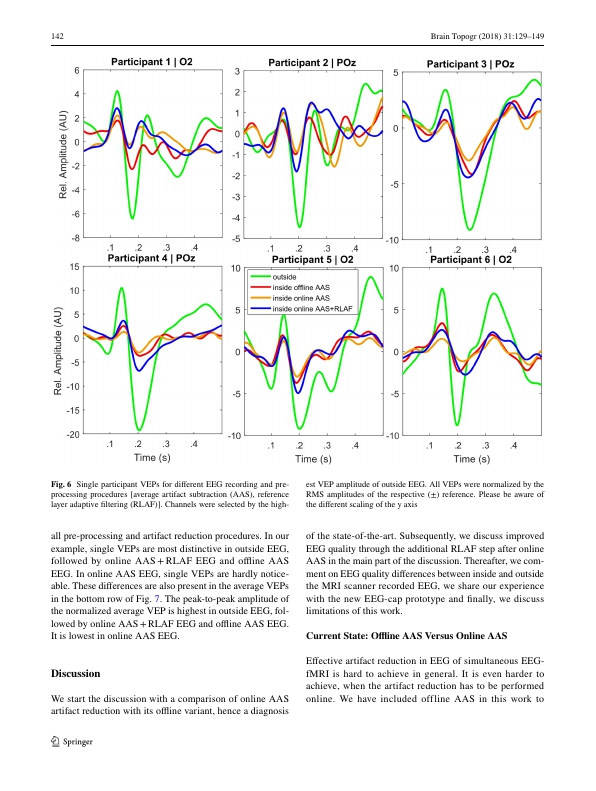 142
Brain Topogr (2018) 31:129–149
Participant 1 | O2
Participant 2 | POz
Participant 3 | POz
Rel. Amplitude (AU)
6
4
2
0
-2
-4
-6
-8
.1 .2 .3 .4
3
2
1
0
-1
-2
-3
-4
-5
.1 .2 .3 .4
5
0
-5
-10
.1 .2 .3 .4
Participant 4 | POz
Participant 5 | O2
Participant 6 | O2
Rel. Amplitude (AU)
15
10
5
0
-5
-10
-15
-20
.1 .2 .3 .4
Time (s)
10
5
0
-5
-10
outside
inside offline AAS
inside online AAS
inside online AAS+RLAF
.1 .2 .3 .4
Time (s)
10
5
0
-5
-10
.1 .2 .3 .4
Time (s)
Fig. 6 Single participant VEPs for different EEG recording and pre-
processing procedures [average artifact subtraction (AAS), reference
layer adaptive filtering (RLAF)]. Channels were selected by the high-
est VEP amplitude of outside EEG. All VEPs were normalized by the
RMS amplitudes of the respective (±) reference. Please be aware of
the different scaling of the y axis
all pre-processing and artifact reduction procedures. In our
example, single VEPs are most distinctive in outside EEG,
followed by online AAS + RLAF EEG and offline AAS
EEG. In online AAS EEG, single VEPs are hardly notice-
able. These differences are also present in the average VEPs
in the bottom row of Fig. 7. The peak-to-peak amplitude of
the normalized average VEP is highest in outside EEG, fol-
lowed by online AAS + RLAF EEG and offline AAS EEG.
It is lowest in online AAS EEG.
Discussion
We start the discussion with a comparison of online AAS
artifact reduction with its offline variant, hence a diagnosis
of the state-of-the-art. Subsequently, we discuss improved
EEG quality through the additional RLAF step after online
AAS in the main part of the discussion. Thereafter, we com-
ment on EEG quality differences between inside and outside
the MRI scanner recorded EEG, we share our experience
with the new EEG-cap prototype and finally, we discuss
limitations of this work.
Current State: Offline AAS Versus Online AAS
Effective artifact reduction in EEG of simultaneous EEG-
fMRI is hard to achieve in general. It is even harder to
achieve, when the artifact reduction has to be performed
online. We have included offline AAS in this work to
Springer